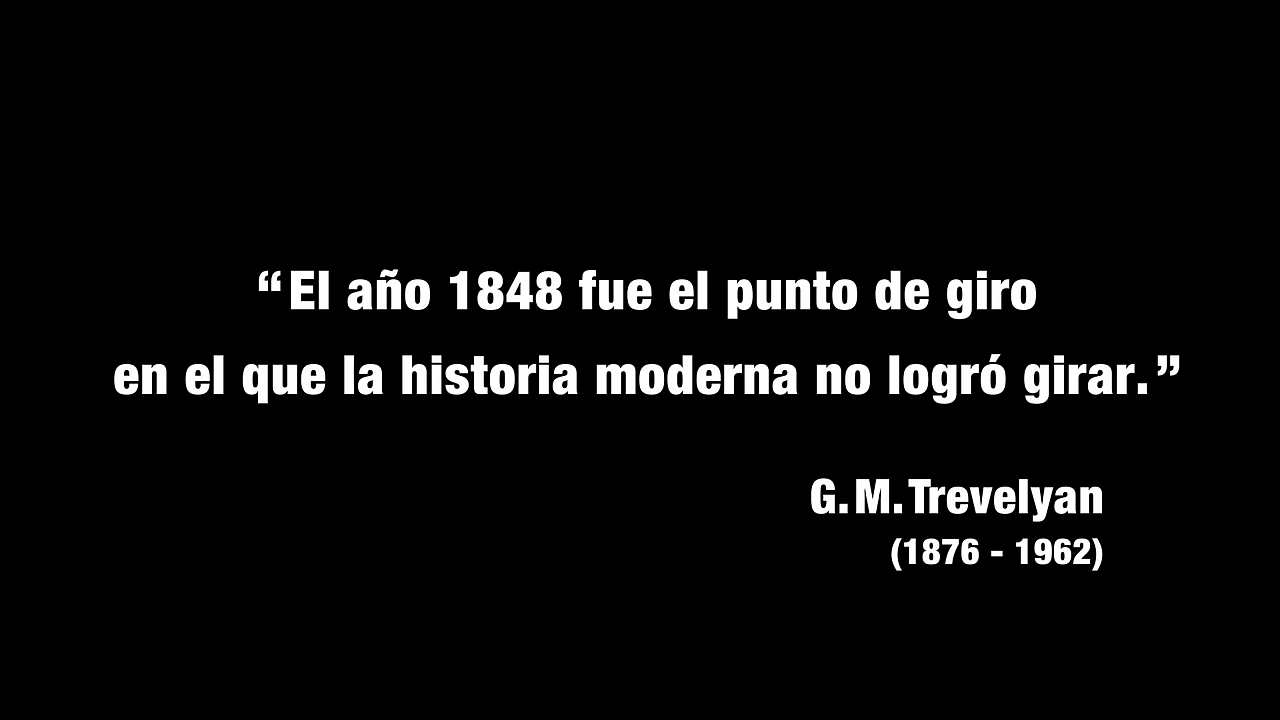 “El año 1848 fue el punto de giro
en el que la historia moderna no logró girar.”
G. M. Trevelyan
(1876 - 1962)